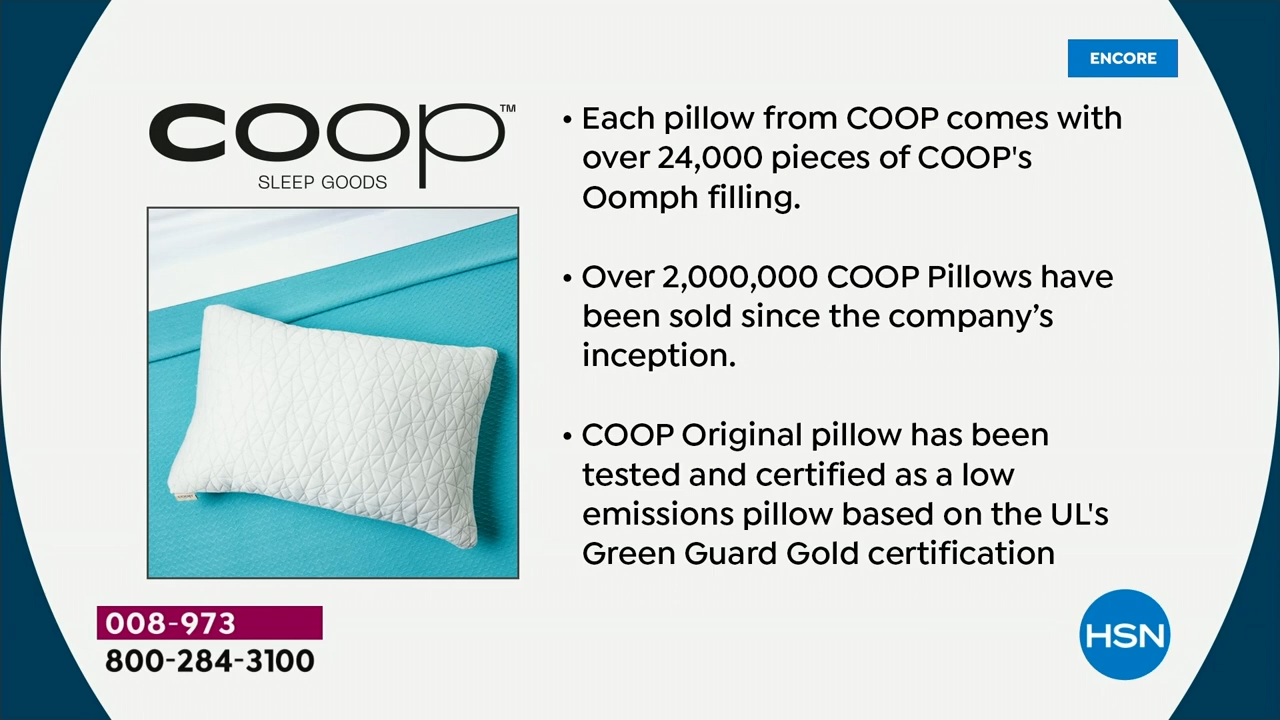 ENCORE
coop™
SLEEP GOODS
• Each pillow from COOP comes with
over 24,000 pieces of COOP's
Oomph filling.
• Over 2,000,000 COOP Pillows have
been sold since the company’s
inception.
• COOP Original pillow has been
tested and certified as a low
emissions pillow based on the UL's
Green Guard Gold certification
008-973
800-284-3100
HSN